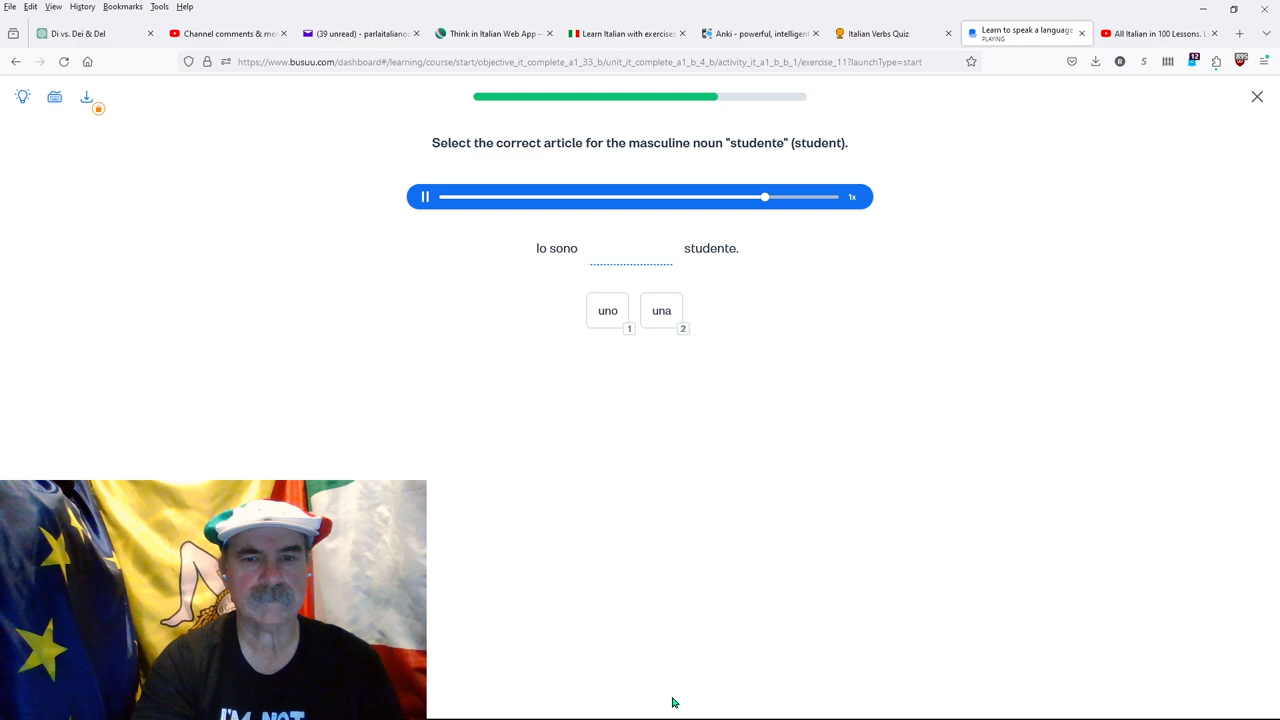 File Edit View History Bookmarks Tools Help
Di vs. Dei & Del
Channel comments & me
(39 unread) - parlaitaliano
Think in Italian Web App –
Learn Italian with exercises
Anki - powerful, intelligent
Italian Verbs Quiz
Learn to speak a language
PLAYING
All Italian in 100 Lessons. L
https://www.busuu.com/dashboard#/learning/course/start/objective_it_complete_a1_33_b/unit_it_complete_a1_b_4_b/activity_it_a1_b_b_1/exercise_11?launchType=start
12
Select the correct article for the masculine noun "studente" (student).
1x
Io sono studente.
uno 1 una 2
I'M NOT